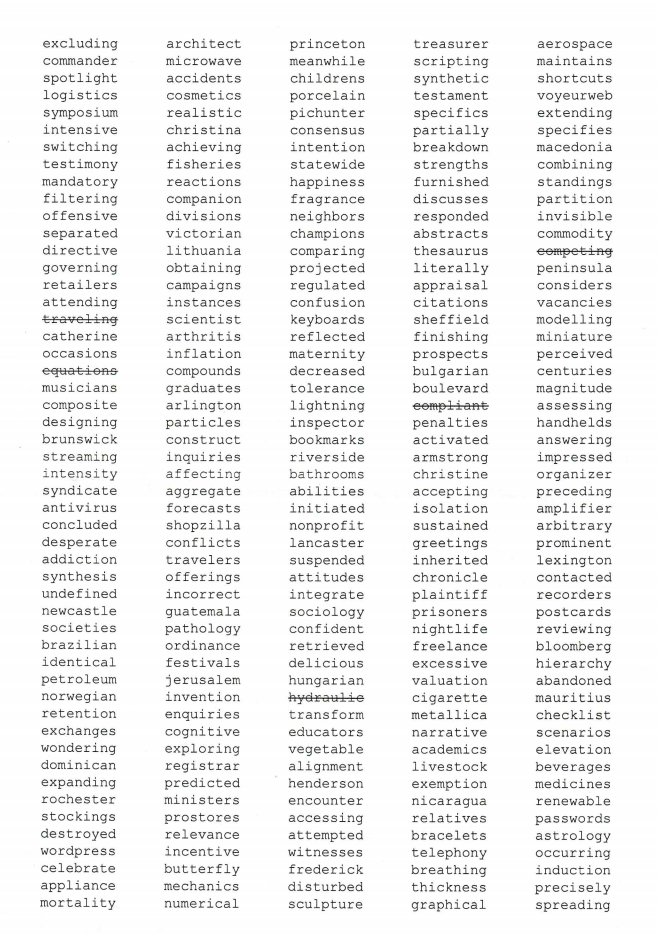 excluding architect princeton treasurer aerospace
commander microwave meanwhile scripting maintains
spotlight accidents childrens synthetic shortcuts
logistics cosmetics porcelain testament voyeurweb
symposium realistic pichunter specifics extending
intensive christina consensus partially specifies
switching achieving intention breakdown macedonia
testimony fisheries statewide strengths combining
mandatory reactions happiness furnished standings
filtering companion fragrance discusses partition
offensive divisions neighbors responded invisible
separated victorian champions abstracts commodity
directive lithuania comparing thesaurus competing
governing obtaining projected literally peninsula
retailers campaigns regulated appraisal considers
attending instances confusion citations vacancies
traveling scientist keyboards sheffield modelling
catherine arthritis reflected finishing miniature
occasions inflation maternity prospects perceived
equations compounds decreased bulgarian centuries
musicians graduates tolerance boulevard magnitude
composite arlington lightning compliant assessing
designing particles inspector penalties handhelds
brunswick construct bookmarks activated answering
streaming inquiries riverside armstrong impressed
intensity affecting bathrooms christine organizer
syndicate aggregate abilities accepting preceding
antivirus forecasts initiated isolation amplifier
concluded shopzilla nonprofit sustained arbitrary
desperate conflicts lancaster greetings prominent
addiction travelers suspended inherited lexington
synthesis offerings attitudes chronicle contacted
undefined incorrect integrate plaintiff recorders
newcastle guatemala sociology prisoners postcards
societies pathology confident nightlife reviewing
brazilian ordinance retrieved freelance bloomberg
identical festivals delicious excessive hierarchy
petroleum jerusalem hungarian valuation abandoned
norwegian invention hydraulic cigarette mauritius
retention enquiries transform metallica checklist
exchanges cognitive educators narrative scenarios
wondering exploring vegetable academics elevation
dominican registrar alignment livestock beverages
expanding predicted henderson exemption medicines
rochester ministers encounter nicaragua renewable
stockings prostores accessing relatives passwords
destroyed relevance attempted bracelets astrology
wordpress incentive witnesses telephony occurring
celebrate butterfly frederick breathing induction
appliance mechanics disturbed thickness precisely
mortality numerical sculpture graphical spreading